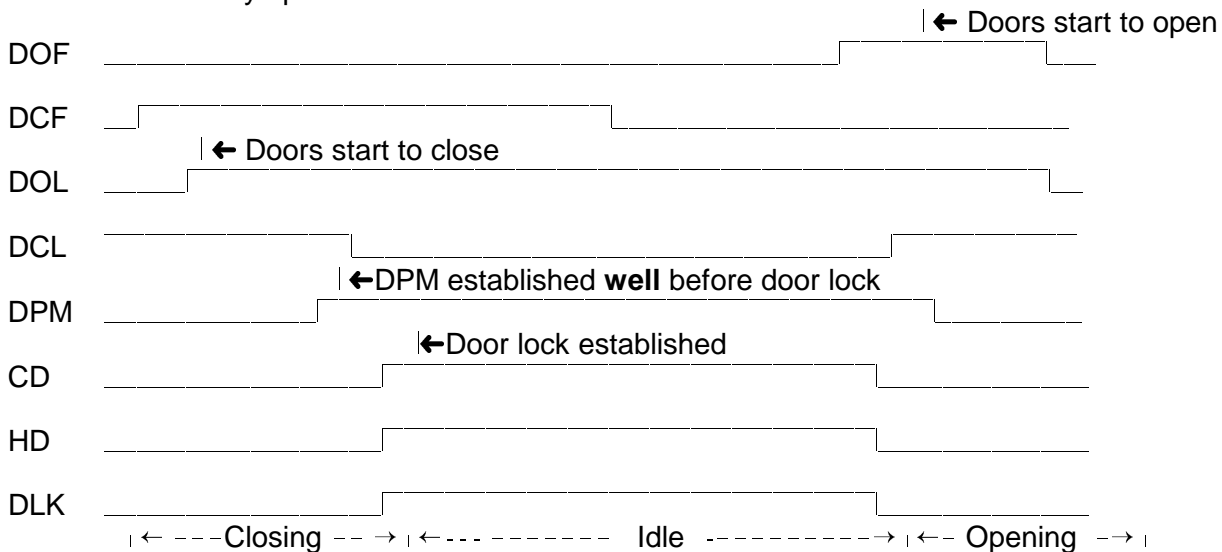 ← Doors start to open
DOF
DCF
← Doors start to close
DOL
DCL
←DPM established well before door lock
DPM
←Door lock established
CD
HD
DLK
← ---Closing -- → ← --- ------- Idle ------- --→ ←-- Opening --→